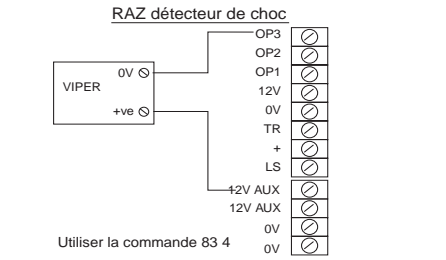 RAZ détecteur de choc
OP3
OP2
OP1
12V
0V
TR
+
LS
12V AUX
12V AUX
0V
0V
VIPER
0V
+ve
Utiliser la commande 83 4